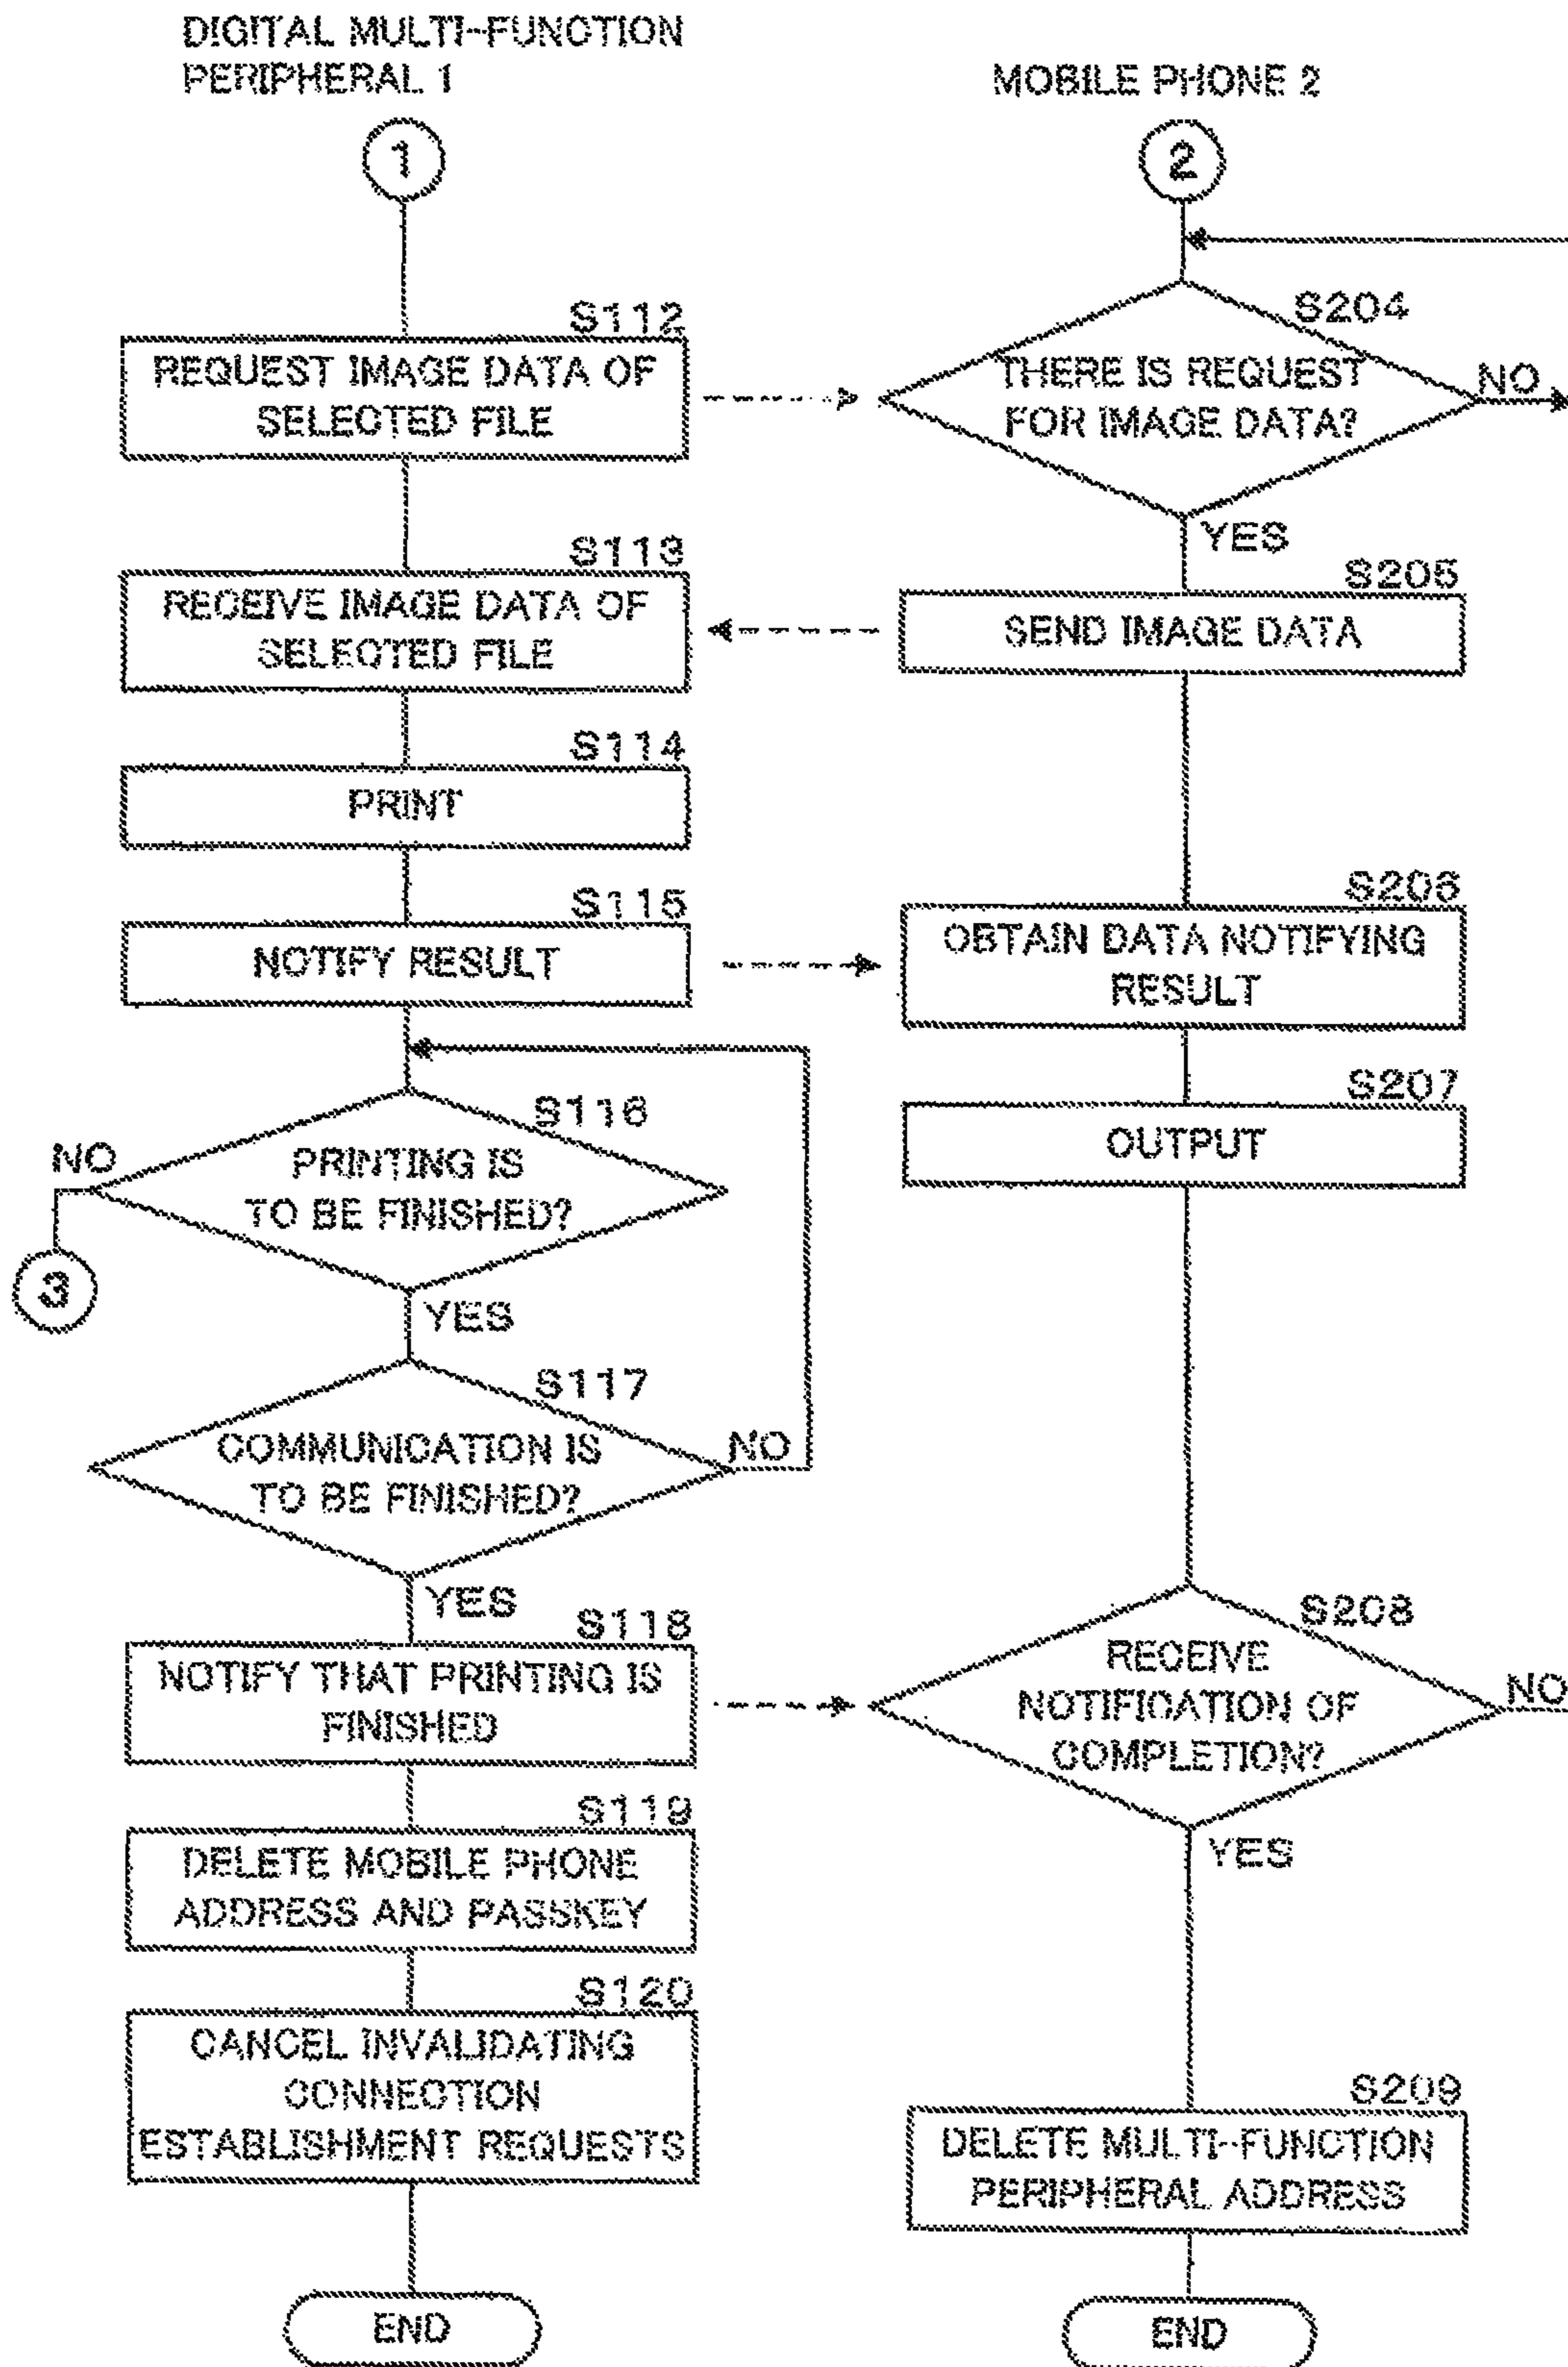 DIGITAL MULTI-FUNCTION
PERIPHERAL 1
1
S112
REQUEST IMAGE DATA OF
SELECTED FILE
S113
RECEIVE IMAGE DATA OF
SELECTED FILE
S114
PRINT
S115
NOTIFY RESULT
S116
PRINTING IS
TO BE FINISHED?
NO
3
YES
S117
COMMUNICATION IS
TO BE FINISHED?
NO
YES
S118
NOTIFY THAT PRINTING IS
FINISHED
S119
DELETE MOBILE PHONE
ADDRESS AND PASSKEY
S120
CANCEL INVALIDATING
CONNECTION
ESTABLISHMENT REQUESTS
END
MOBILE PHONE 2
2
S204
THERE IS REQUEST
FOR IMAGE DATA?
NO
YES
S205
SEND IMAGE DATA
S206
OBTAIN DATA NOTIFYING
RESULT
S207
OUTPUT
S208
RECEIVE
NOTIFICATION OF
COMPLETION?
NO
YES
S209
DELETE MULTI-FUNCTION
PERIPHERAL ADDRESS
END